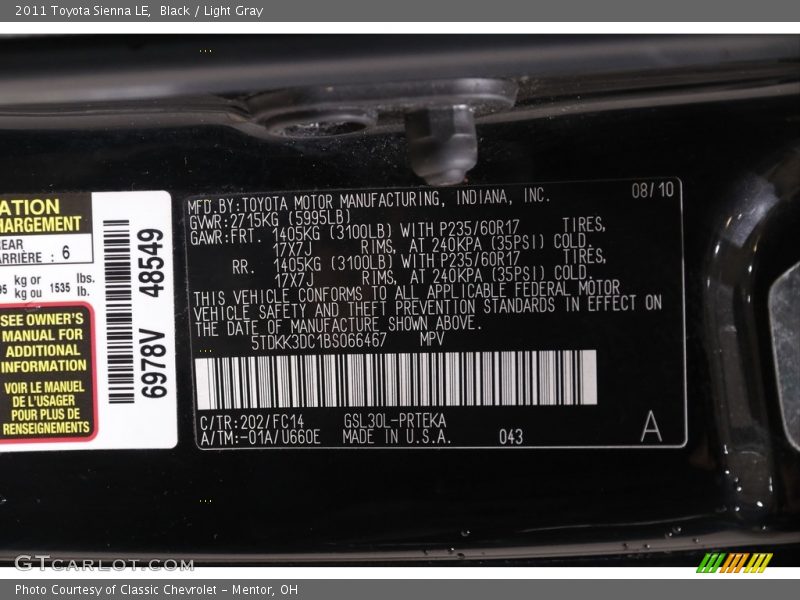 2011 Toyota Sienna LE, Black / Light Gray
ATION
HARGEMENT
REAR
ARRIÈRE : 6
95 kg or 1535 lbs.
kg ou lb.
SEE OWNER'S
MANUAL FOR
ADDITIONAL
INFORMATION
VOIR LE MANUEL
DE L'USAGER
POUR PLUS DE
RENSEIGNEMENTS
6978V 48549
MFD.BY:TOYOTA MOTOR MANUFACTURING, INDIANA, INC. 08/10
GVWR:2715KG (5995LB)
GAWR:FRT. 1405KG (3100LB) WITH P235/60R17 TIRES,
17X7J RIMS, AT 240KPA (35PSI) COLD.
RR. 1405KG (3100LB) WITH P235/60R17 TIRES,
17X7J RIMS, AT 240KPA (35PSI) COLD.
THIS VEHICLE CONFORMS TO ALL APPLICABLE FEDERAL MOTOR
VEHICLE SAFETY AND THEFT PREVENTION STANDARDS IN EFFECT ON
THE DATE OF MANUFACTURE SHOWN ABOVE.
5TDKK3DC1BS066467 MPV
C/TR:202/FC14 GSL30L-PRTEKA
A/TM:-01A/U660E MADE IN U.S.A. 043 A
GTCARLOT.COM
Photo Courtesy of Classic Chevrolet - Mentor, OH